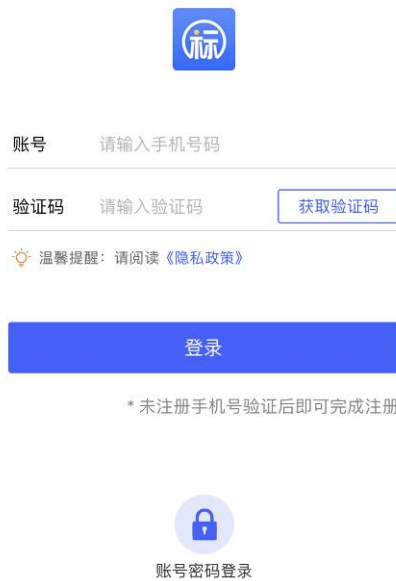 标
账号 请输入手机号码
验证码 请输入验证码 获取验证码
温馨提醒：请阅读《隐私政策》
登录
* 未注册手机号验证后即可完成注册
账号密码登录